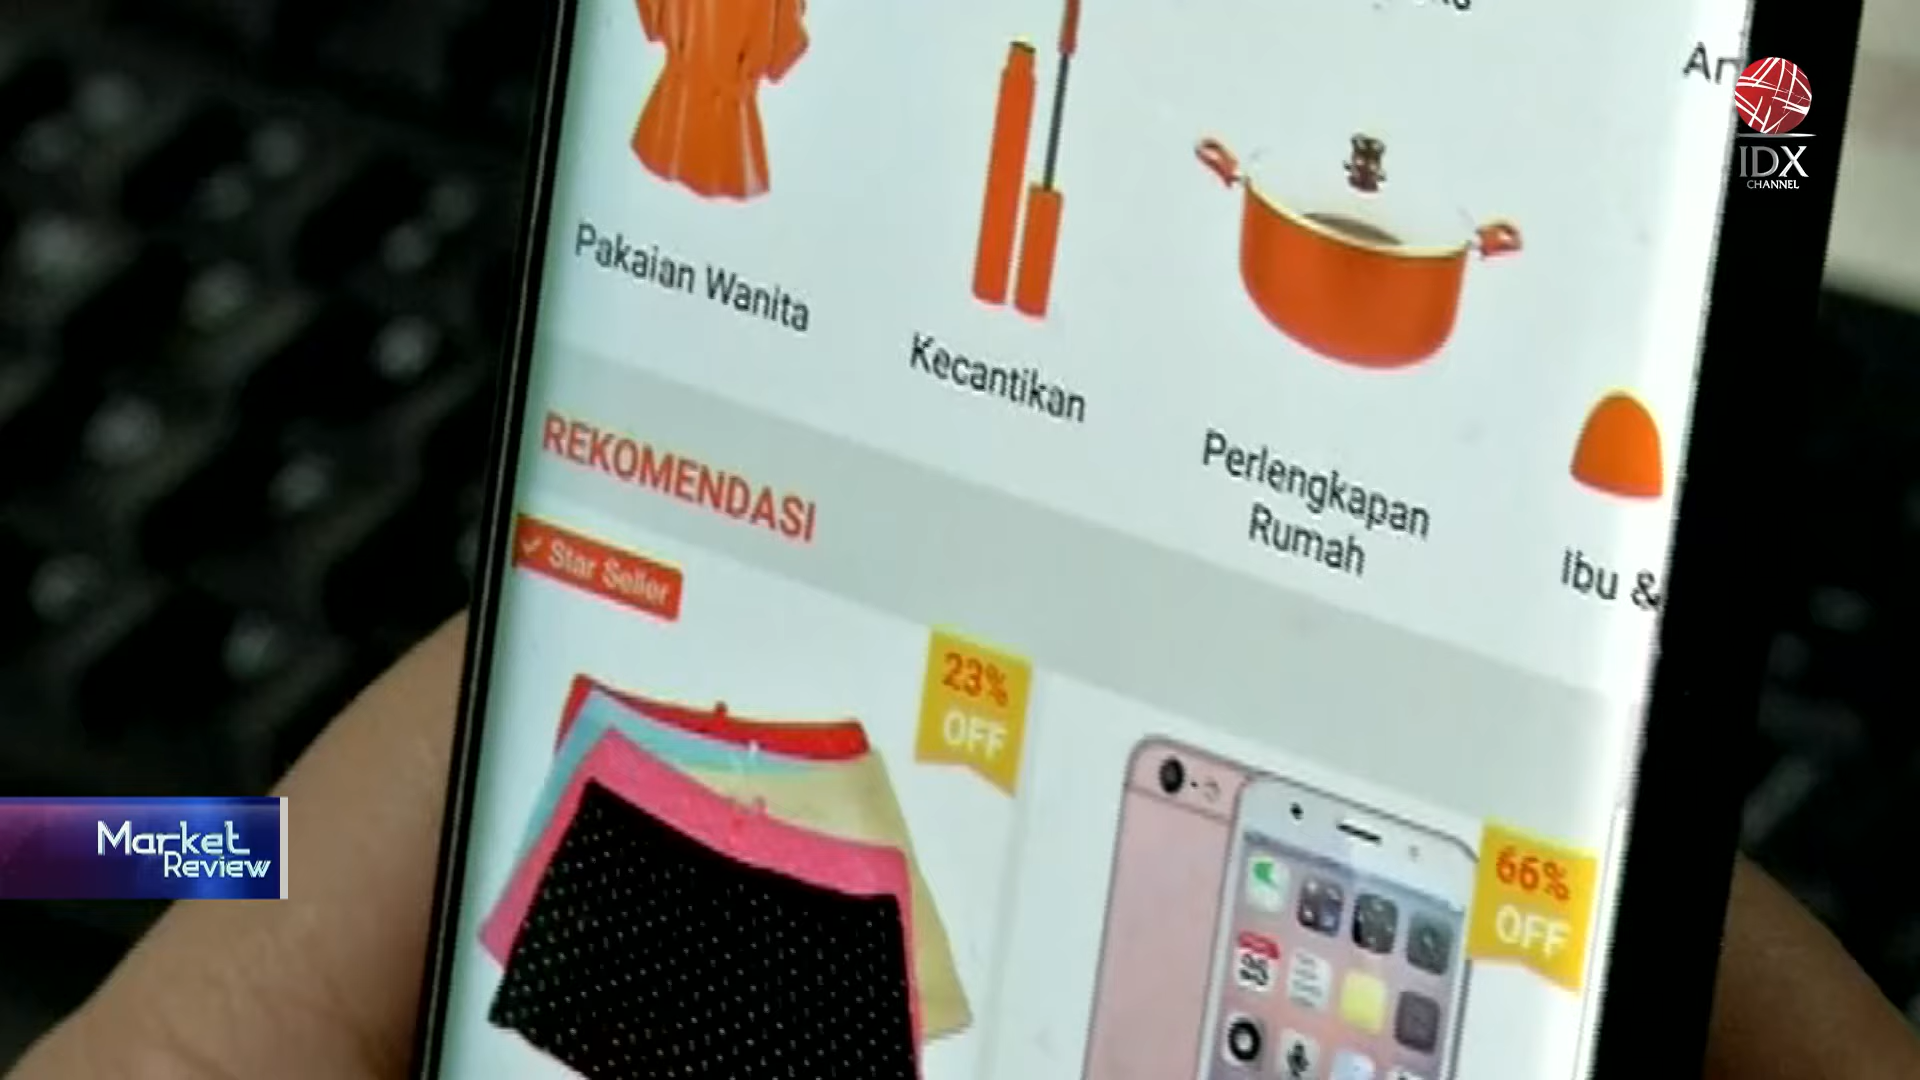 IDX
CHANNEL
Pakaian Wanita
Kecantikan
Perlengkapan
Rumah
Ibu &
REKOMENDASI
Star Seller
23%
OFF
66%
OFF
Market
Review